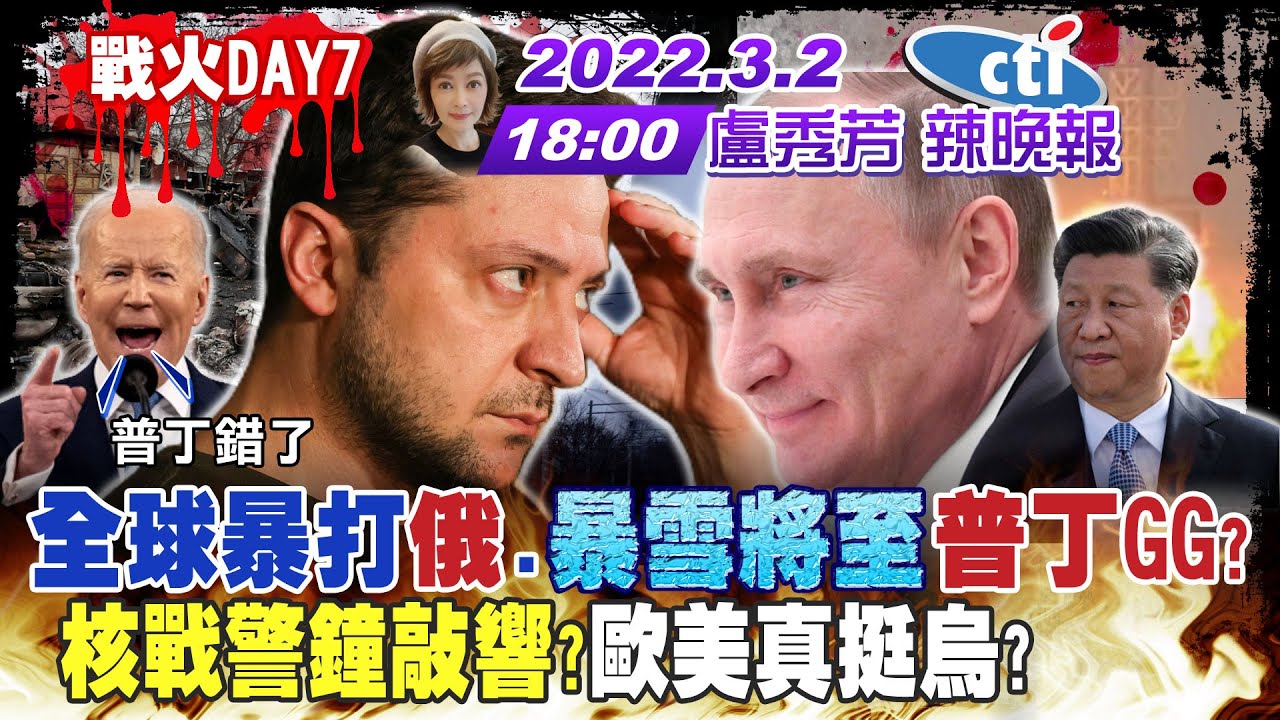 戰火DAY7
2022.3.2
cti
18:00 盧秀芳 辣晚報
普丁錯了
全球暴打俄.暴雪將至普丁GG?
核戰警鐘敲響?歐美真挺烏?